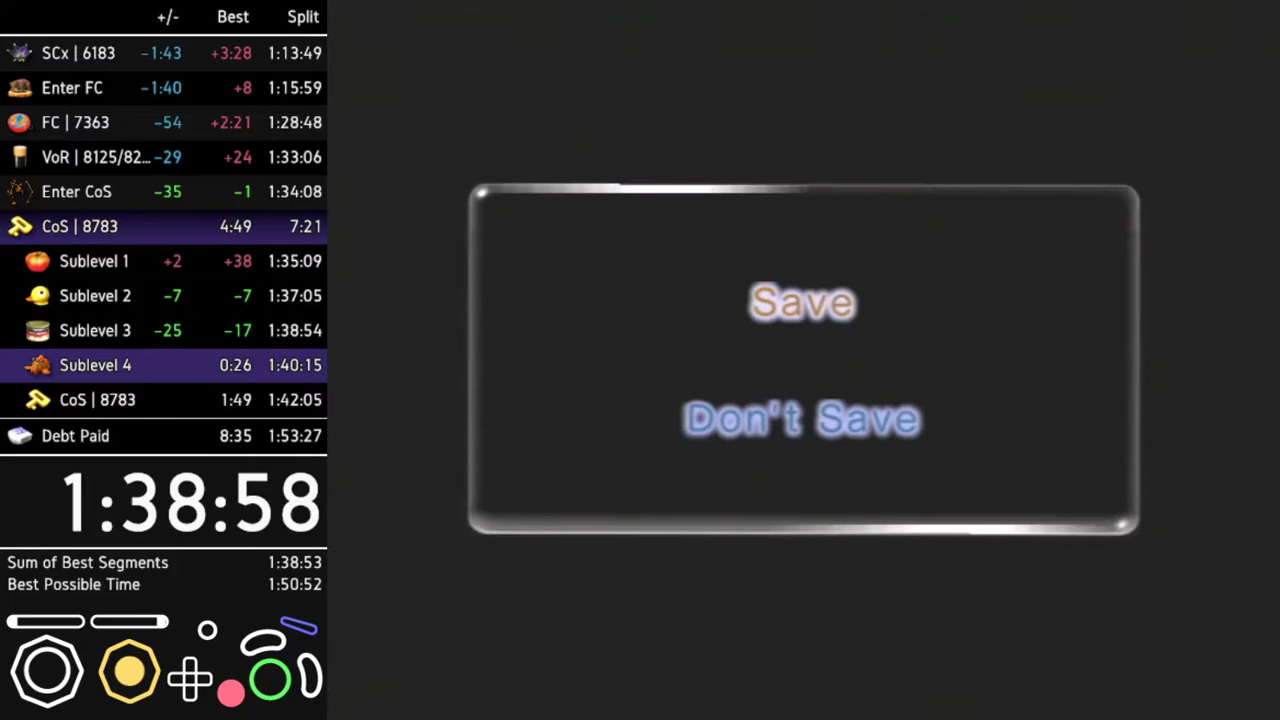 +/- Best Split
SCx | 6183 -1:43 +3:28 1:13:49
Enter FC -1:40 +8 1:15:59
FC | 7363 -54 +2:21 1:28:48
VoR | 8125/82... -29 +24 1:33:06
Enter CoS -35 -1 1:34:08
CoS | 8783 4:49 7:21
Sublevel 1 +2 +38 1:35:09
Sublevel 2 -7 -7 1:37:05
Sublevel 3 -25 -17 1:38:54
Sublevel 4 0:26 1:40:15
CoS | 8783 1:49 1:42:05
Debt Paid 8:35 1:53:27
1:38:58
Sum of Best Segments 1:38:53
Best Possible Time 1:50:52
Save
Don't Save